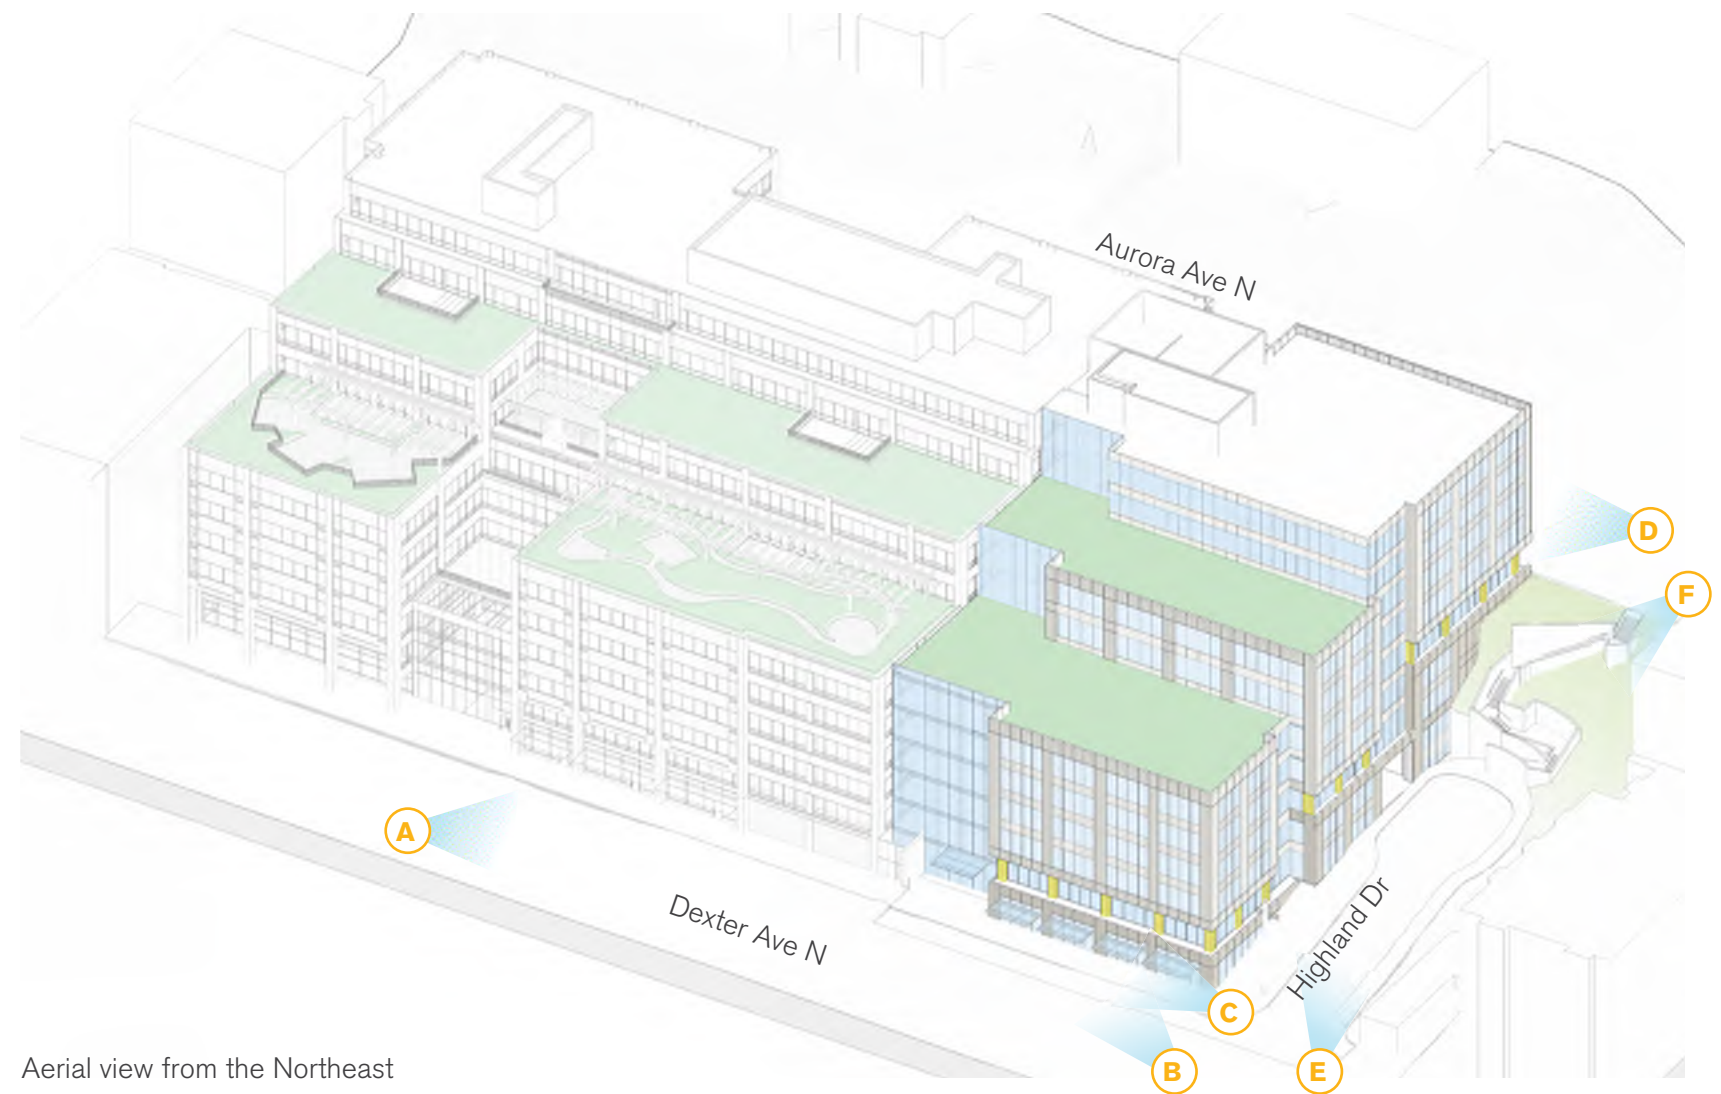 Aurora Ave N
D
F
A
Dexter Ave N
Highland Dr
C
B
E
Aerial view from the Northeast